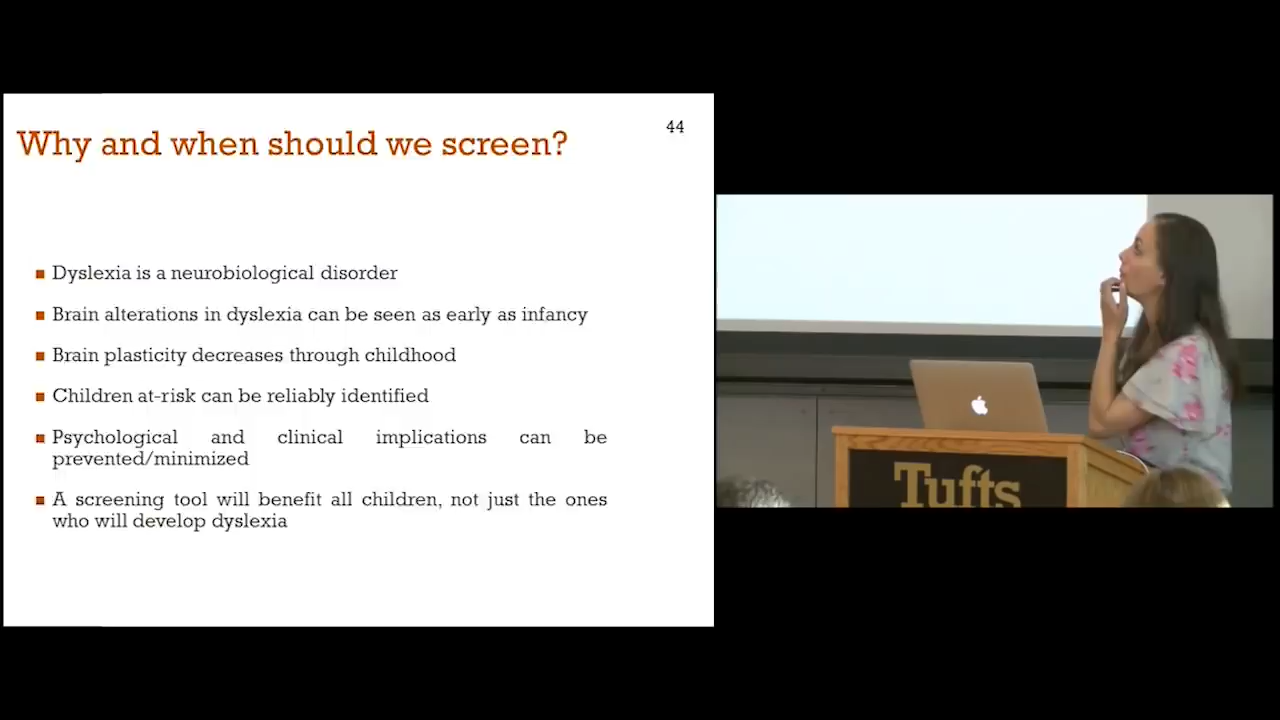 44
Why and when should we screen?
Dyslexia is a neurobiological disorder
Brain alterations in dyslexia can be seen as early as infancy
Brain plasticity decreases through childhood
Children at-risk can be reliably identified
Psychological and clinical implications can be
prevented/minimized
A screening tool will benefit all children, not just the ones
who will develop dyslexia
Tufts